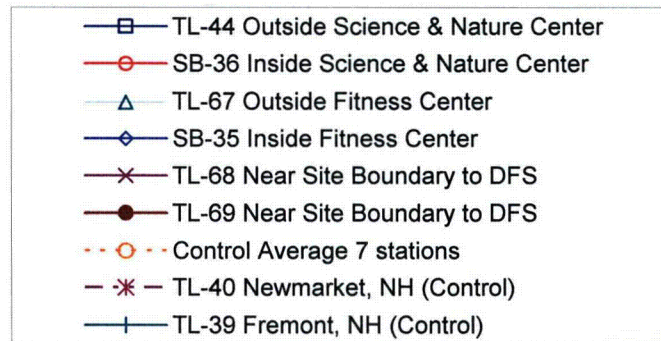 TL-44 Outside Science & Nature Center
SB-36 Inside Science & Nature Center
TL-67 Outside Fitness Center
SB-35 Inside Fitness Center
TL-68 Near Site Boundary to DFS
TL-69 Near Site Boundary to DFS
Control Average 7 stations
TL-40 Newmarket, NH (Control)
TL-39 Fremont, NH (Control)